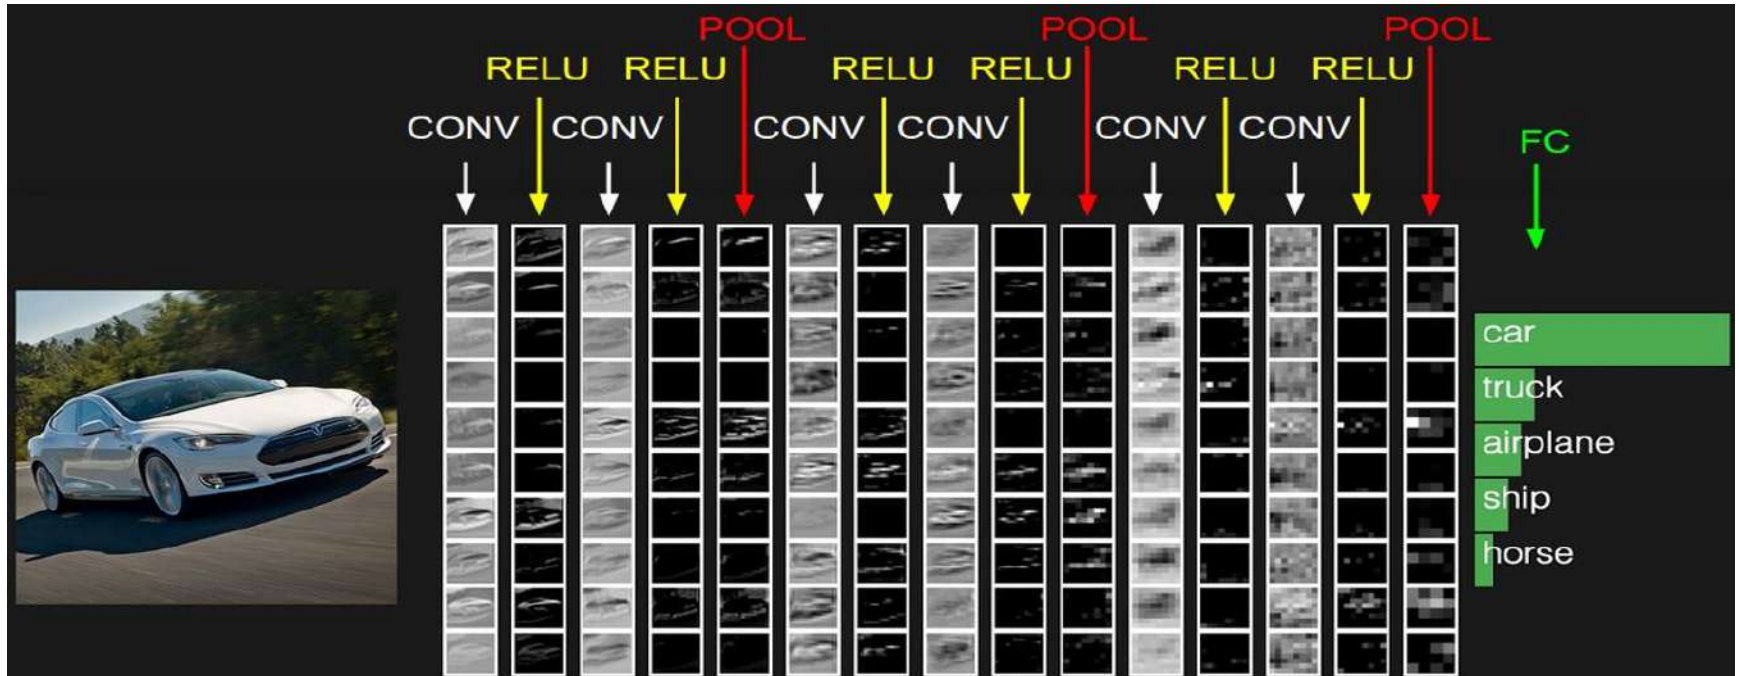 POOL POOL POOL
RELU RELU RELU RELU RELU RELU
CONV CONV CONV CONV CONV CONV
FC
car
truck
airplane
ship
horse